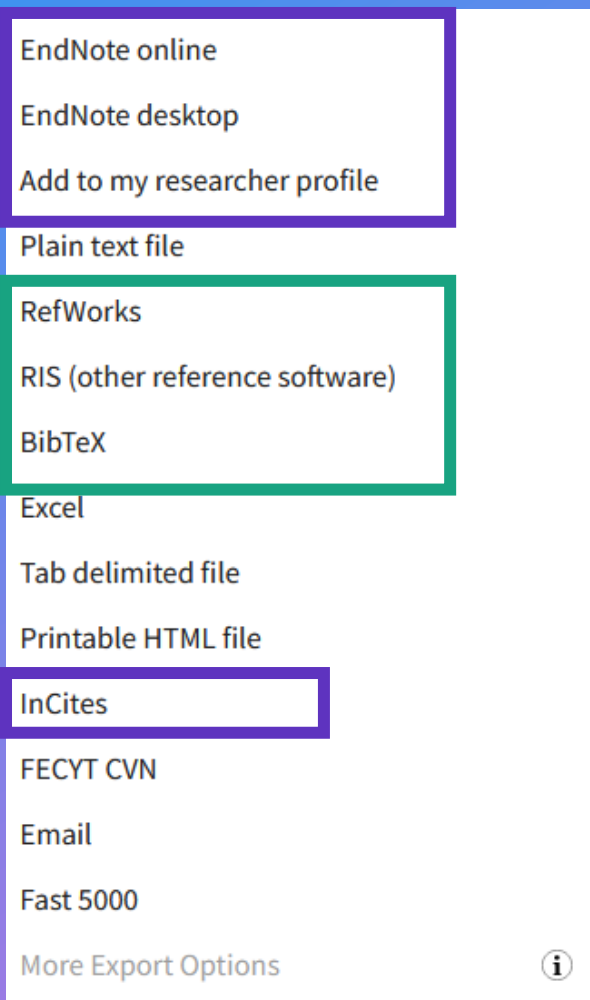 EndNote online
EndNote desktop
Add to my researcher profile
Plain text file
RefWorks
RIS (other reference software)
BibTeX
Excel
Tab delimited file
Printable HTML file
InCites
FECYT CVN
Email
Fast 5000
More Export Options